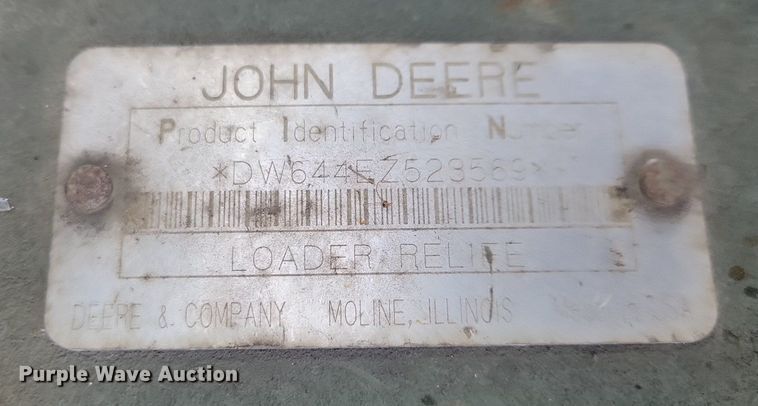 JOHN DEERE
Product Identification Number
*DW644EZ523569*
LOADER RELIFE
DEERE & COMPANY MOLINE, ILLINOIS
Purple Wave Auction